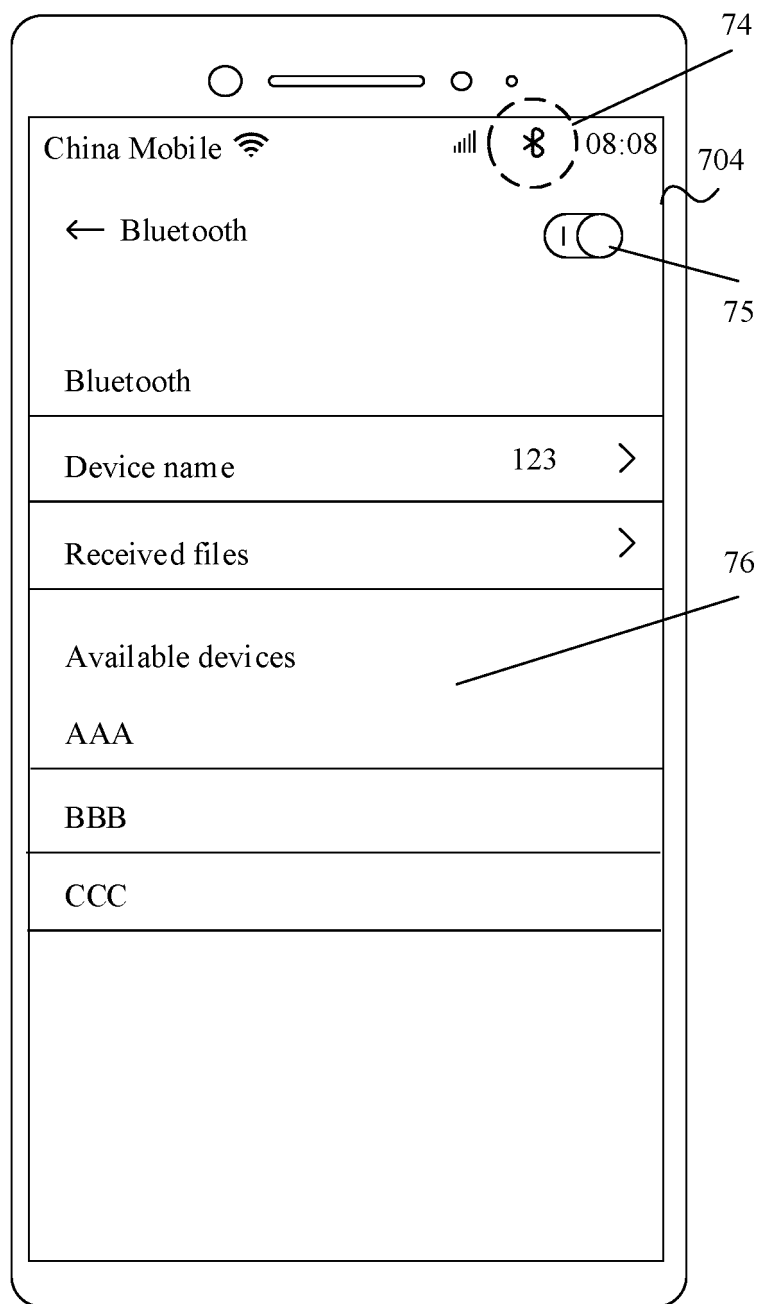 74
China Mobile 08:08
704
← Bluetooth
75
Bluetooth
Device name 123 >
Received files >
76
Available devices
AAA
BBB
CCC